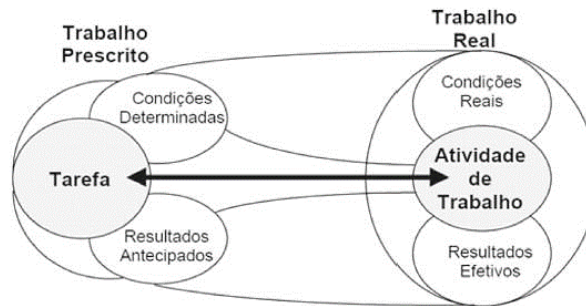 Trabalho
Prescrito
Condições
Determinadas
Tarefa
Resultados
Antecipados
Trabalho
Real
Condições
Reais
Atividade
de
Trabalho
Resultados
Efetivos